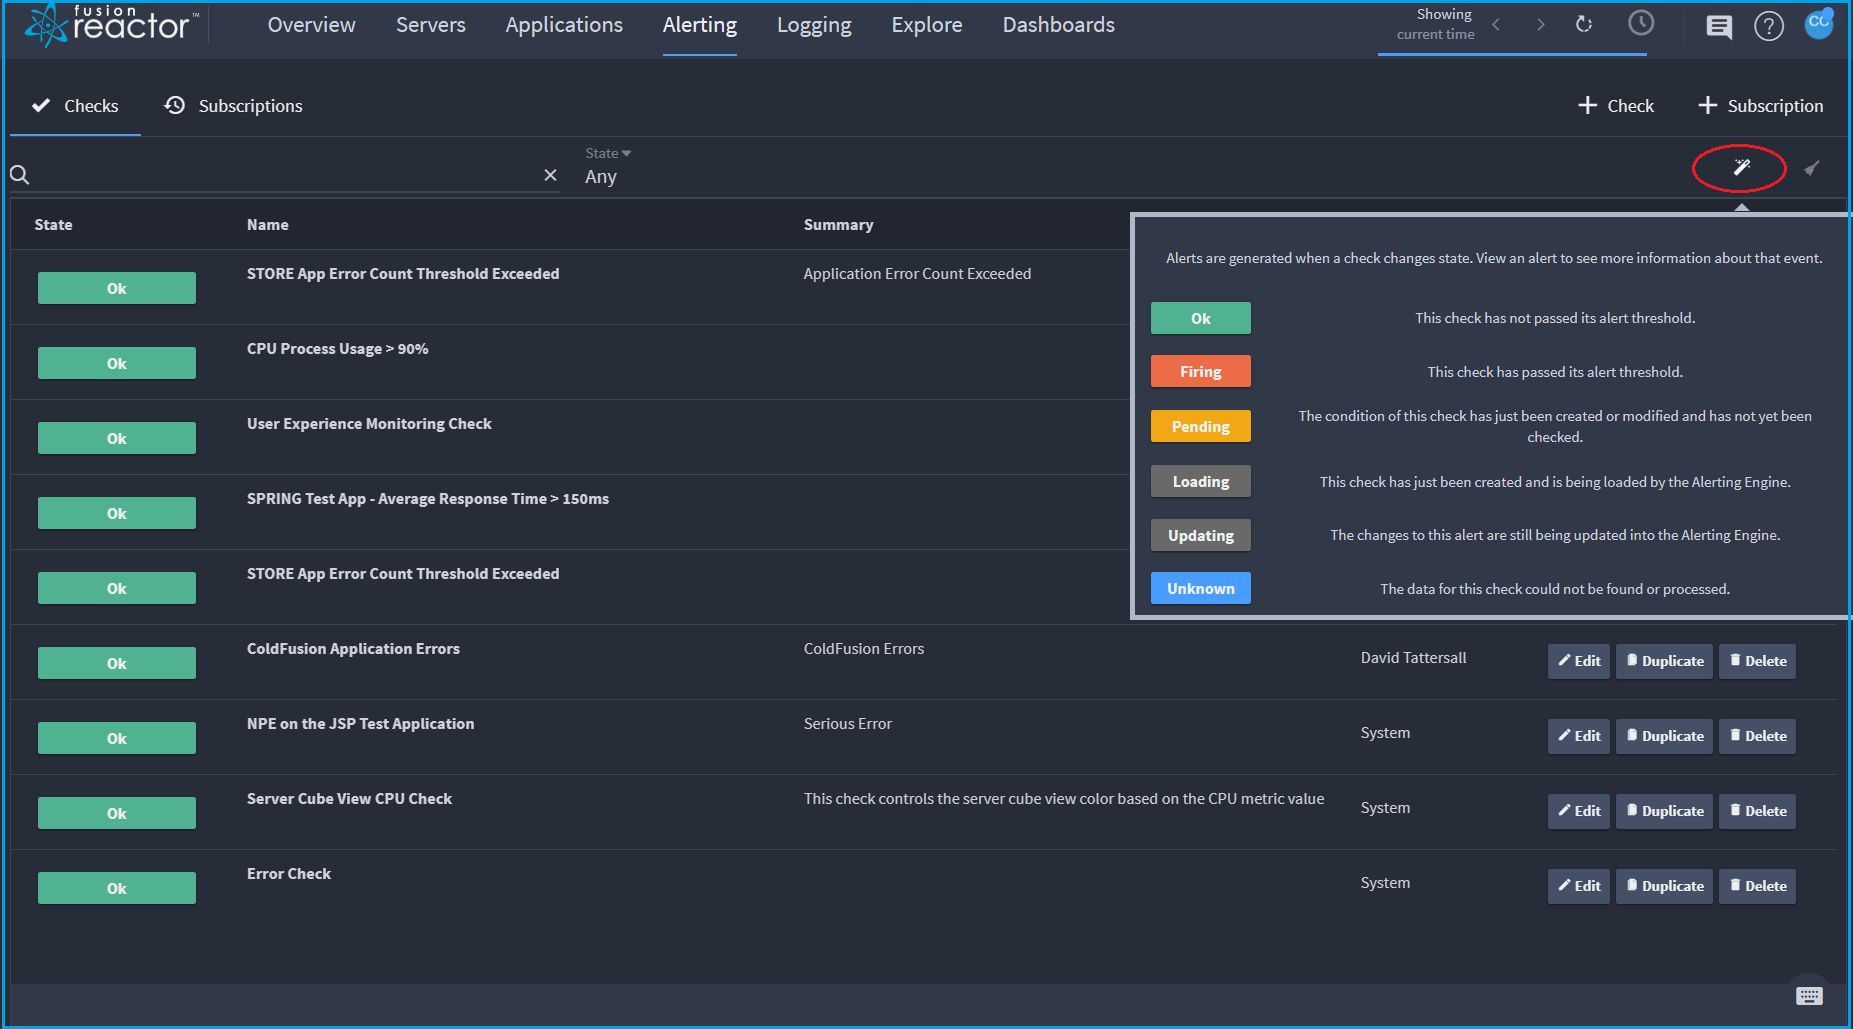 fusion
reactor™
Overview
Servers
Applications
Alerting
Logging
Explore
Dashboards
Showing
current time
?
CC
Checks
Subscriptions
Check
Subscription
State
Any
State
Name
Summary
Ok
STORE App Error Count Threshold Exceeded
Application Error Count Exceeded
Ok
CPU Process Usage > 90%
Ok
User Experience Monitoring Check
Ok
SPRING Test App - Average Response Time > 150ms
Ok
STORE App Error Count Threshold Exceeded
Alerts are generated when a check changes state. View an alert to see more information about that event.
Ok
This check has not passed its alert threshold.
Firing
This check has passed its alert threshold.
Pending
The condition of this check has just been created or modified and has not yet been
checked.
Loading
This check has just been created and is being loaded by the Alerting Engine.
Updating
The changes to this alert are still being updated into the Alerting Engine.
Unknown
The data for this check could not be found or processed.
Ok
ColdFusion Application Errors
ColdFusion Errors
David Tattersall
Edit
Duplicate
Delete
Ok
NPE on the JSP Test Application
Serious Error
System
Edit
Duplicate
Delete
Ok
Server Cube View CPU Check
This check controls the server cube view color based on the CPU metric value
System
Edit
Duplicate
Delete
Ok
Error Check
System
Edit
Duplicate
Delete